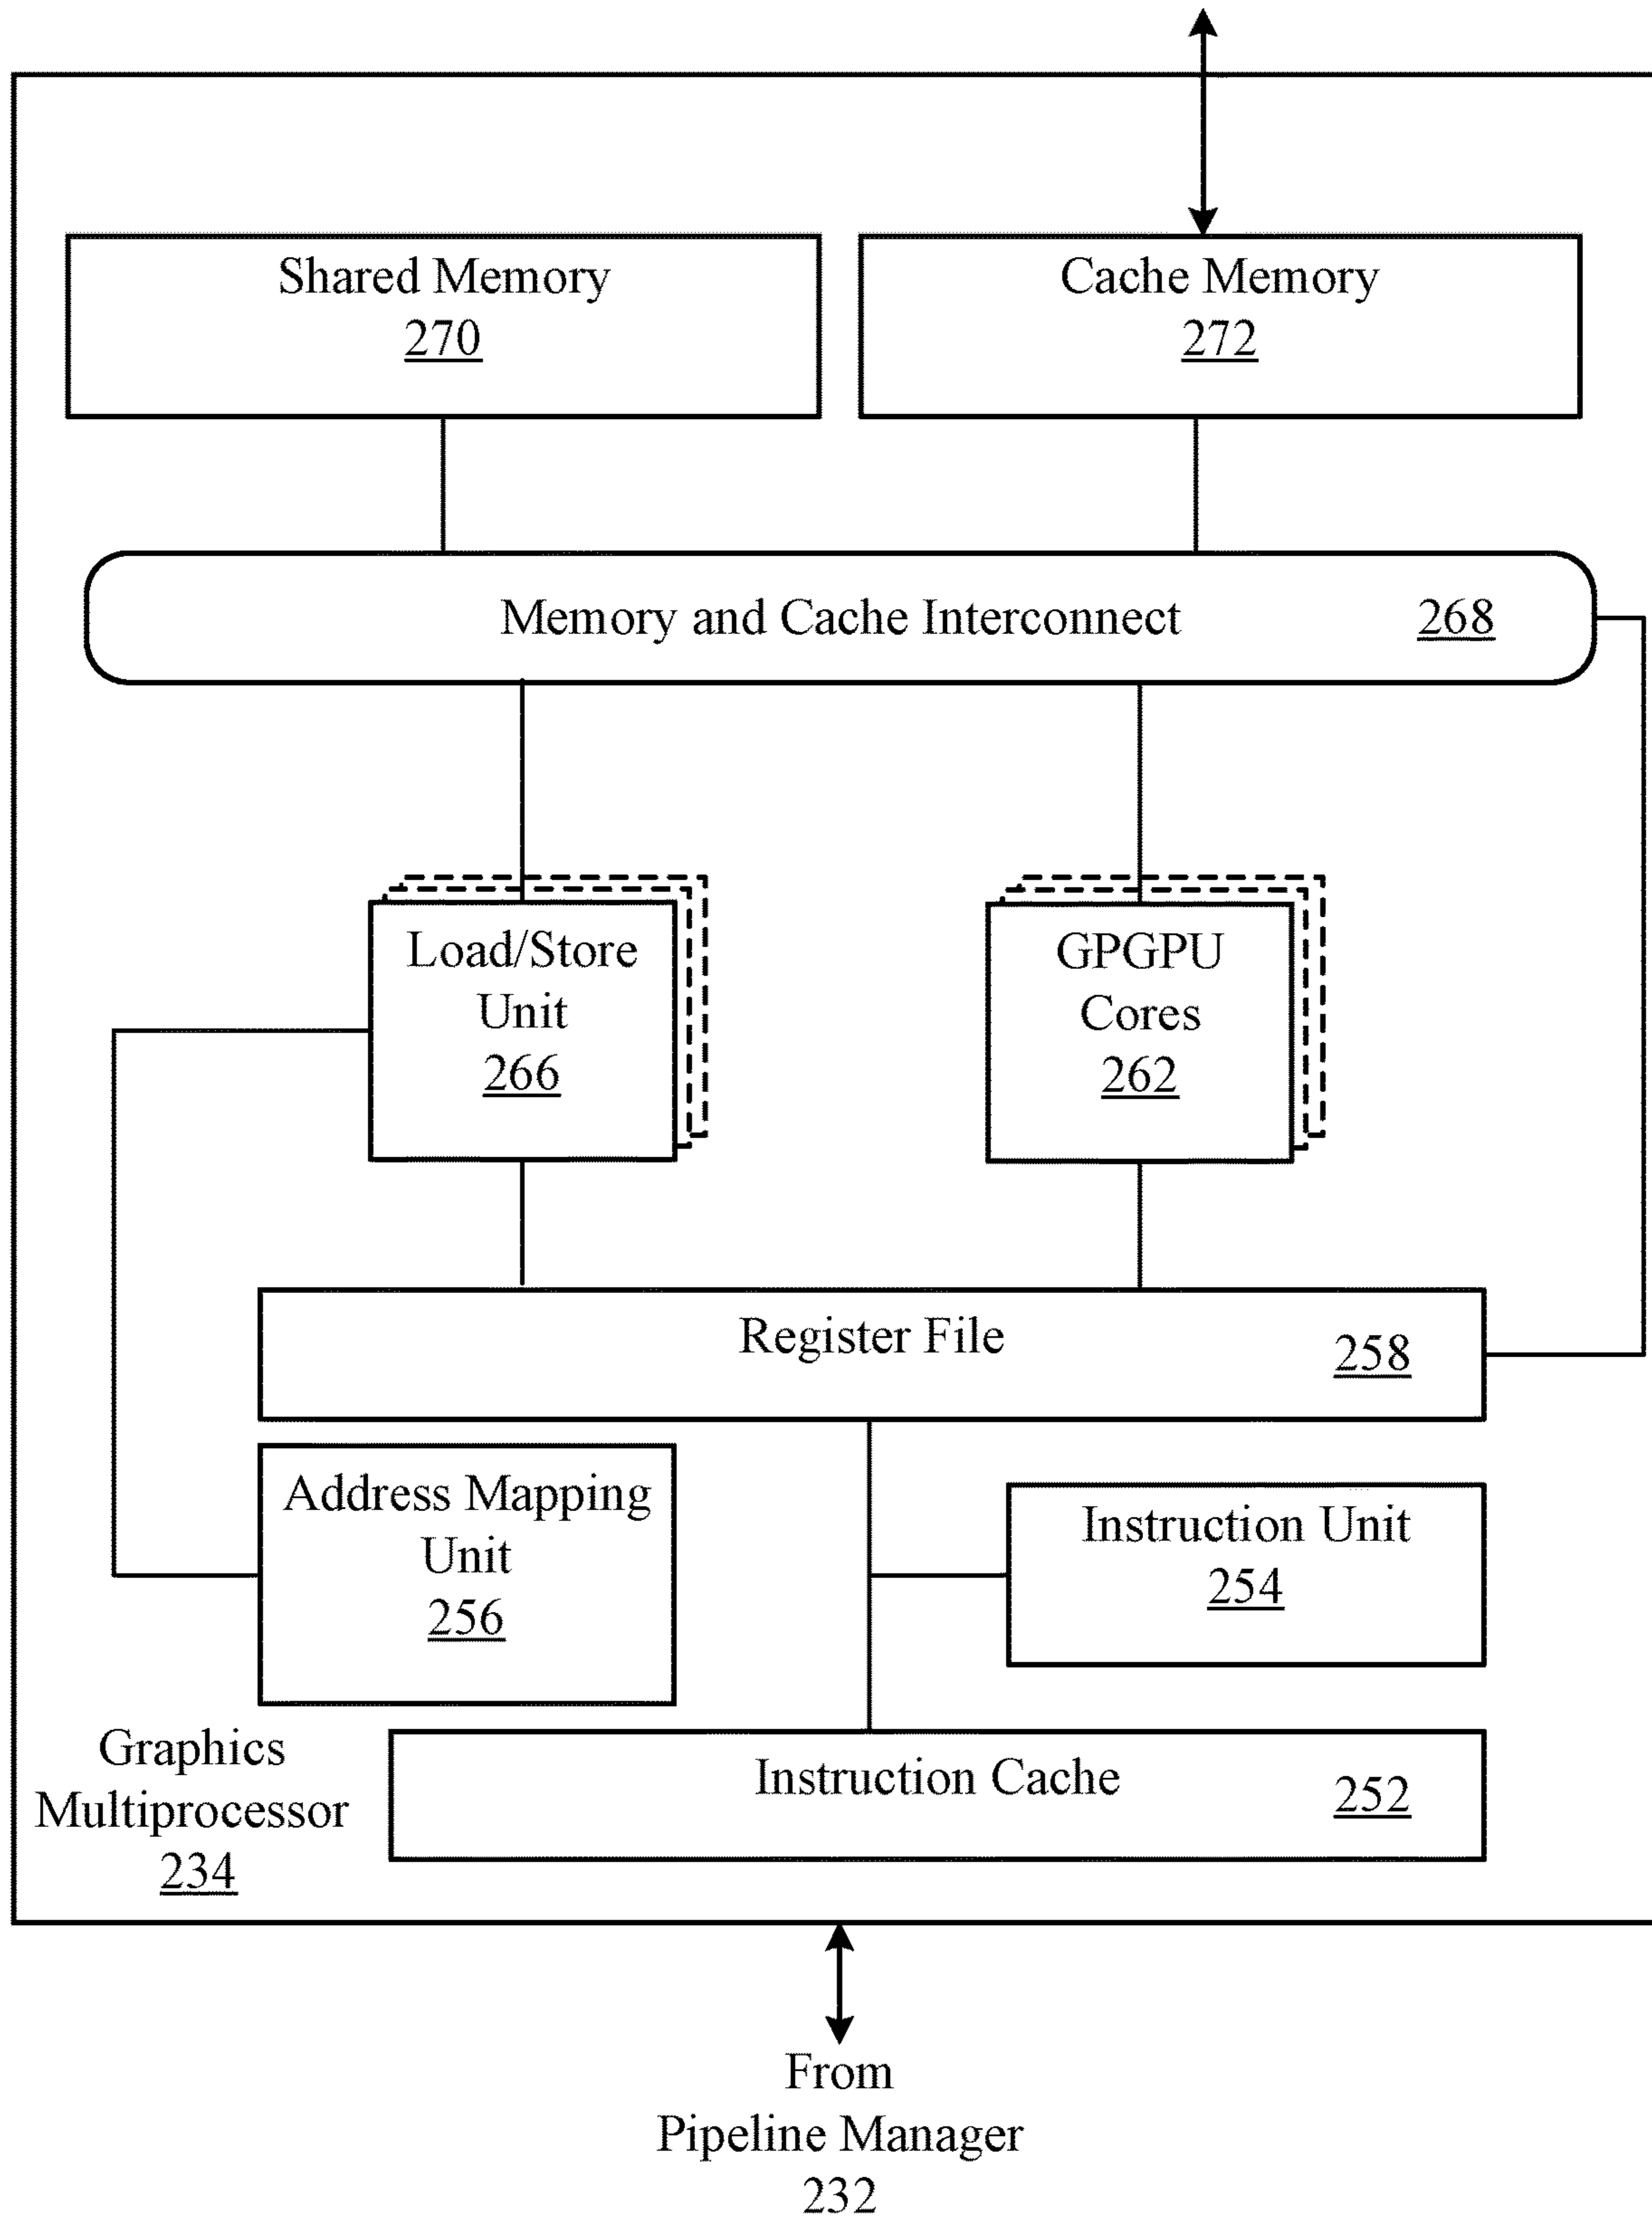 Shared Memory
270
Cache Memory
272
Memory and Cache Interconnect 268
Load/Store
Unit
266
GPGPU
Cores
262
Register File 258
Address Mapping
Unit
256
Instruction Unit
254
Graphics
Multiprocessor
234
Instruction Cache 252
From
Pipeline Manager
232